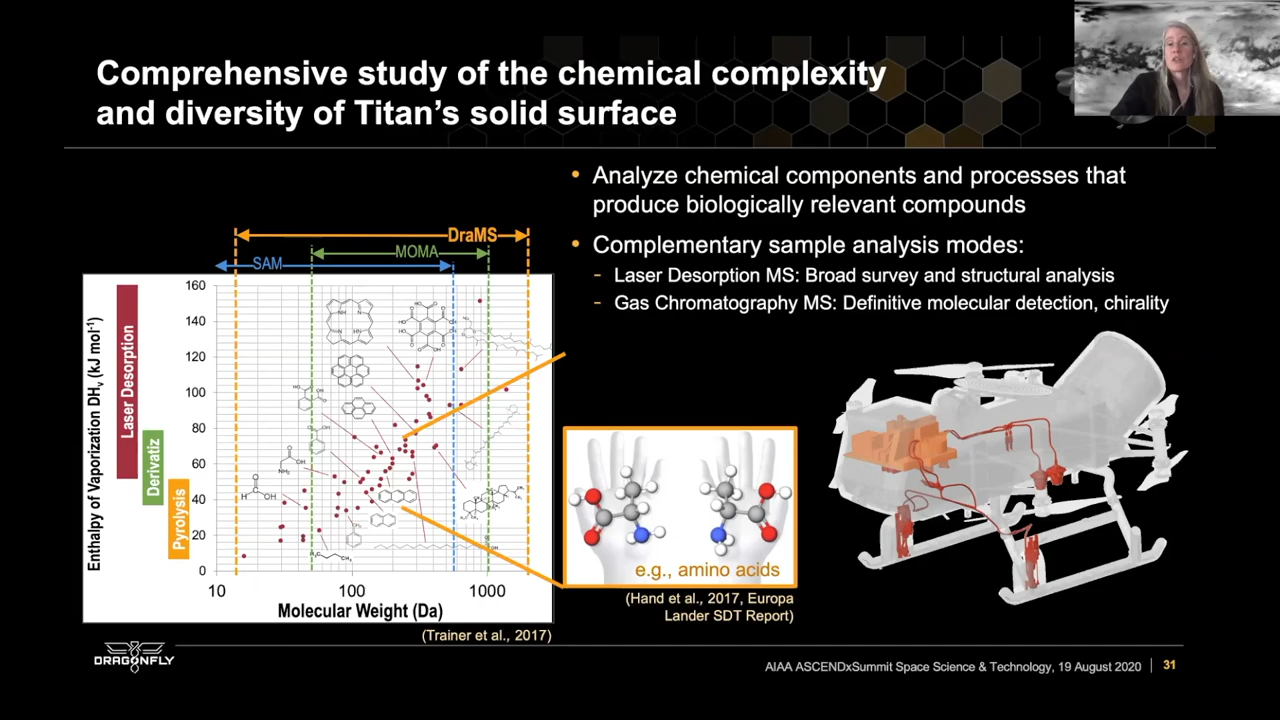 Comprehensive study of the chemical complexity
and diversity of Titan's solid surface
• Analyze chemical components and processes that
produce biologically relevant compounds
• Complementary sample analysis modes:
- Laser Desorption MS: Broad survey and structural analysis
- Gas Chromatography MS: Definitive molecular detection, chirality
DraMS
MOMA
SAM
Enthalpy of Vaporization DHv (kJ mol-1)
Laser Desorption
Derivatiz
Pyrolysis
160
140
120
100
80
60
40
20
0
10
100
1000
Molecular Weight (Da)
(Trainer et al., 2017)
e.g., amino acids
(Hand et al., 2017, Europa
Lander SDT Report)
DRAGONFLY
AIAA ASCENDxSummit Space Science & Technology, 19 August 2020 | 31